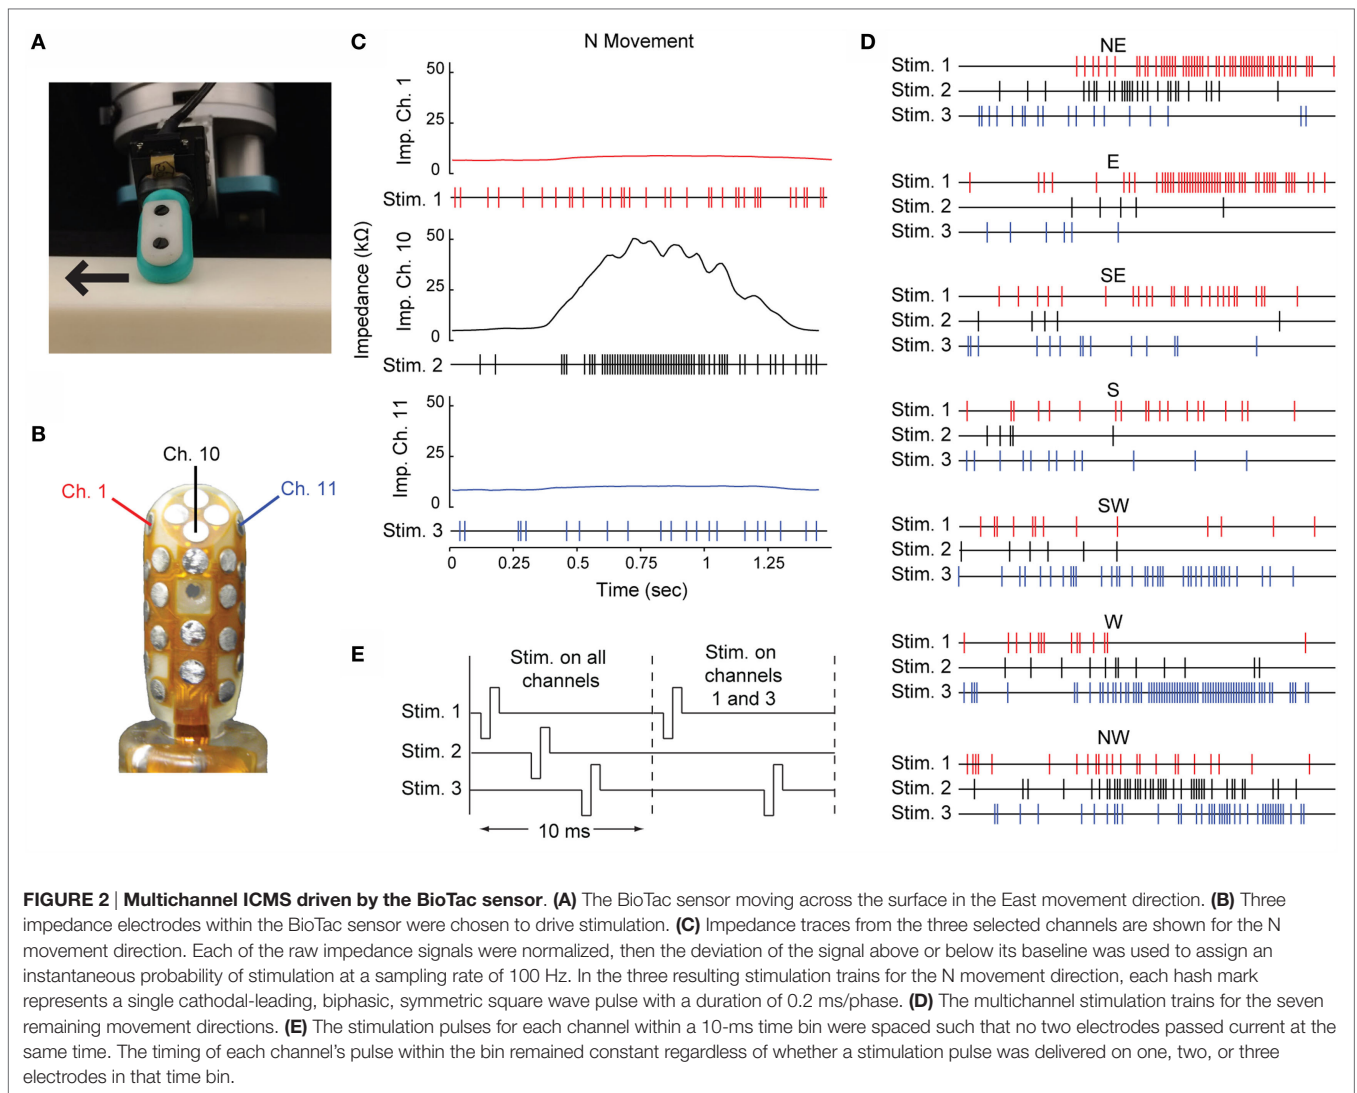 A
B
Ch. 10
Ch. 1
Ch. 11
C
N Movement
Impedance (kΩ)
Imp. Ch. 1
50
25
0
Stim. 1
Imp. Ch. 10
50
25
0
Stim. 2
Imp. Ch. 11
50
25
0
Stim. 3
0 0.25 0.5 0.75 1 1.25
Time (sec)
D
NE
Stim. 1
Stim. 2
Stim. 3
E
Stim. 1
Stim. 2
Stim. 3
SE
Stim. 1
Stim. 2
Stim. 3
S
Stim. 1
Stim. 2
Stim. 3
SW
Stim. 1
Stim. 2
Stim. 3
W
Stim. 1
Stim. 2
Stim. 3
NW
Stim. 1
Stim. 2
Stim. 3
E
Stim. on all
channels
Stim. on
channels
1 and 3
Stim. 1
Stim. 2
Stim. 3
10 ms
FIGURE 2 | Multichannel ICMS driven by the BioTac sensor. (A) The BioTac sensor moving across the surface in the East movement direction. (B) Three
impedance electrodes within the BioTac sensor were chosen to drive stimulation. (C) Impedance traces from the three selected channels are shown for the N
movement direction. Each of the raw impedance signals were normalized, then the deviation of the signal above or below its baseline was used to assign an
instantaneous probability of stimulation at a sampling rate of 100 Hz. In the three resulting stimulation trains for the N movement direction, each hash mark
represents a single cathodal-leading, biphasic, symmetric square wave pulse with a duration of 0.2 ms/phase. (D) The multichannel stimulation trains for the seven
remaining movement directions. (E) The stimulation pulses for each channel within a 10-ms time bin were spaced such that no two electrodes passed current at the
same time. The timing of each channel's pulse within the bin remained constant regardless of whether a stimulation pulse was delivered on one, two, or three
electrodes in that time bin.